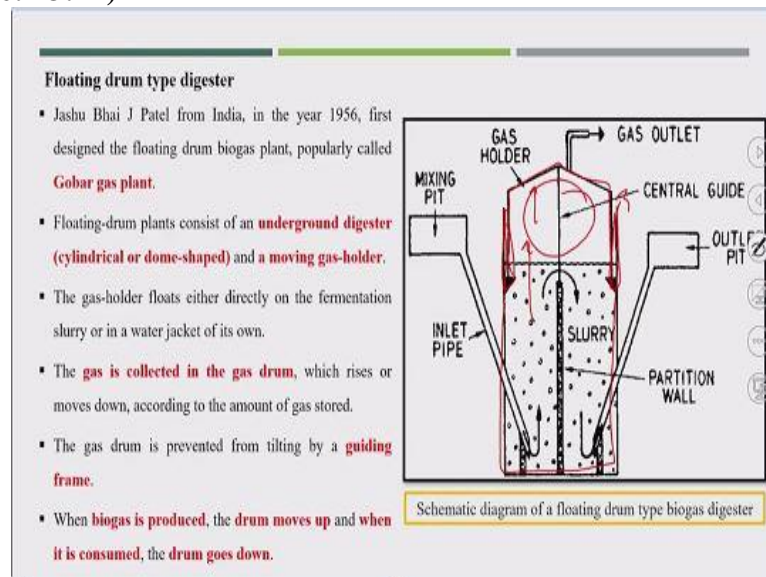 Floating drum type digester
▪ Jashu Bhai J Patel from India, in the year 1956, first
designed the floating drum biogas plant, popularly called
Gobar gas plant.
▪ Floating-drum plants consist of an underground digester
(cylindrical or dome-shaped) and a moving gas-holder.
▪ The gas-holder floats either directly on the fermentation
slurry or in a water jacket of its own.
▪ The gas is collected in the gas drum, which rises or
moves down, according to the amount of gas stored.
▪ The gas drum is prevented from tilting by a guiding
frame.
▪ When biogas is produced, the drum moves up and when
it is consumed, the drum goes down.
GAS
HOLDER
GAS OUTLET
MIXING
PIT
CENTRAL GUIDE
OUTLET
PIT
INLET
PIPE
SLURRY
PARTITION
WALL
Schematic diagram of a floating drum type biogas digester